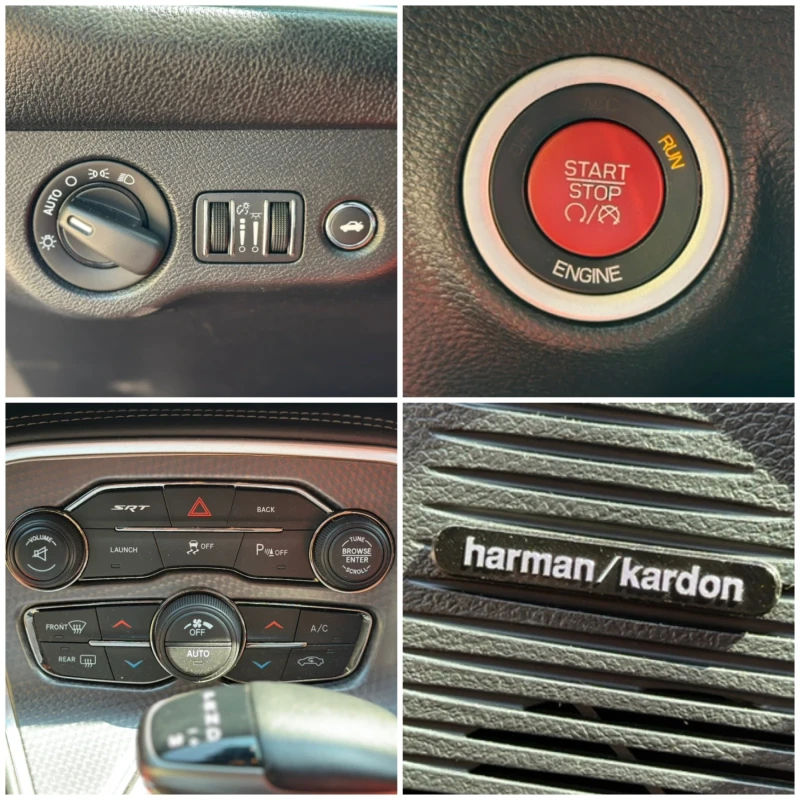 AUTO
START
STOP
RUN
ENGINE
SRT
BACK
VOLUME
LAUNCH
OFF
P OFF
TUNE
BROWSE
ENTER
SCROLL
FRONT
OFF
A/C
REAR
AUTO
harman/kardon